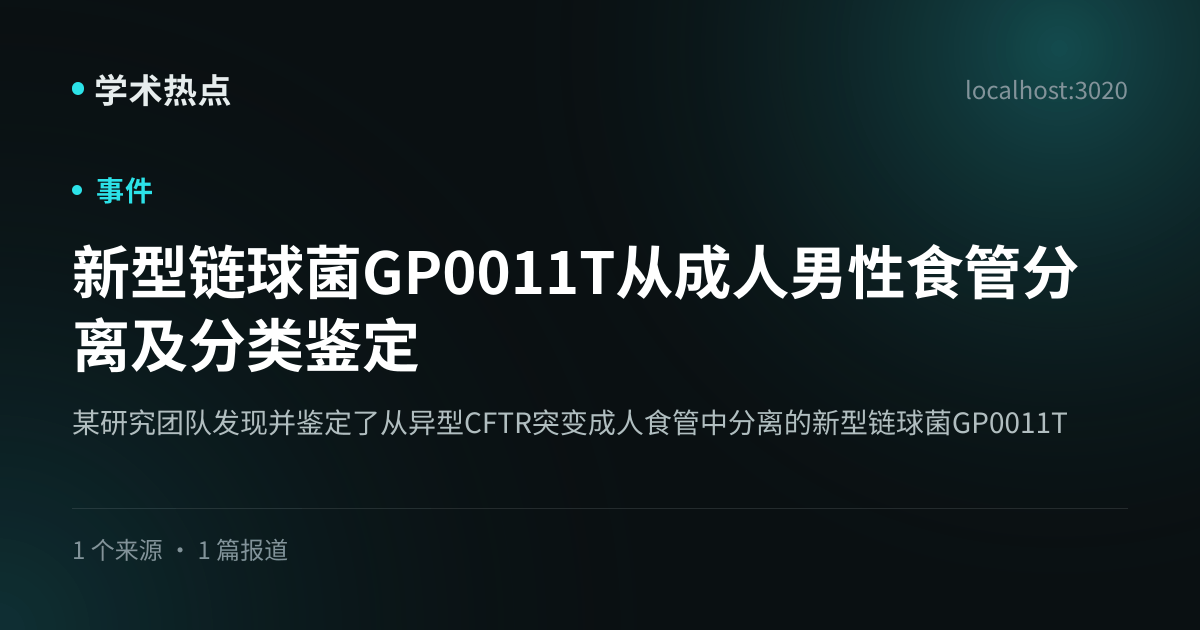 学术热点
localhost:3020
事件
新型链球菌GP0011T从成人男性食管分
离及分类鉴定
某研究团队发现并鉴定了从异型CFTR突变成人食管中分离的新型链球菌GP0011T
1 个来源 · 1 篇报道